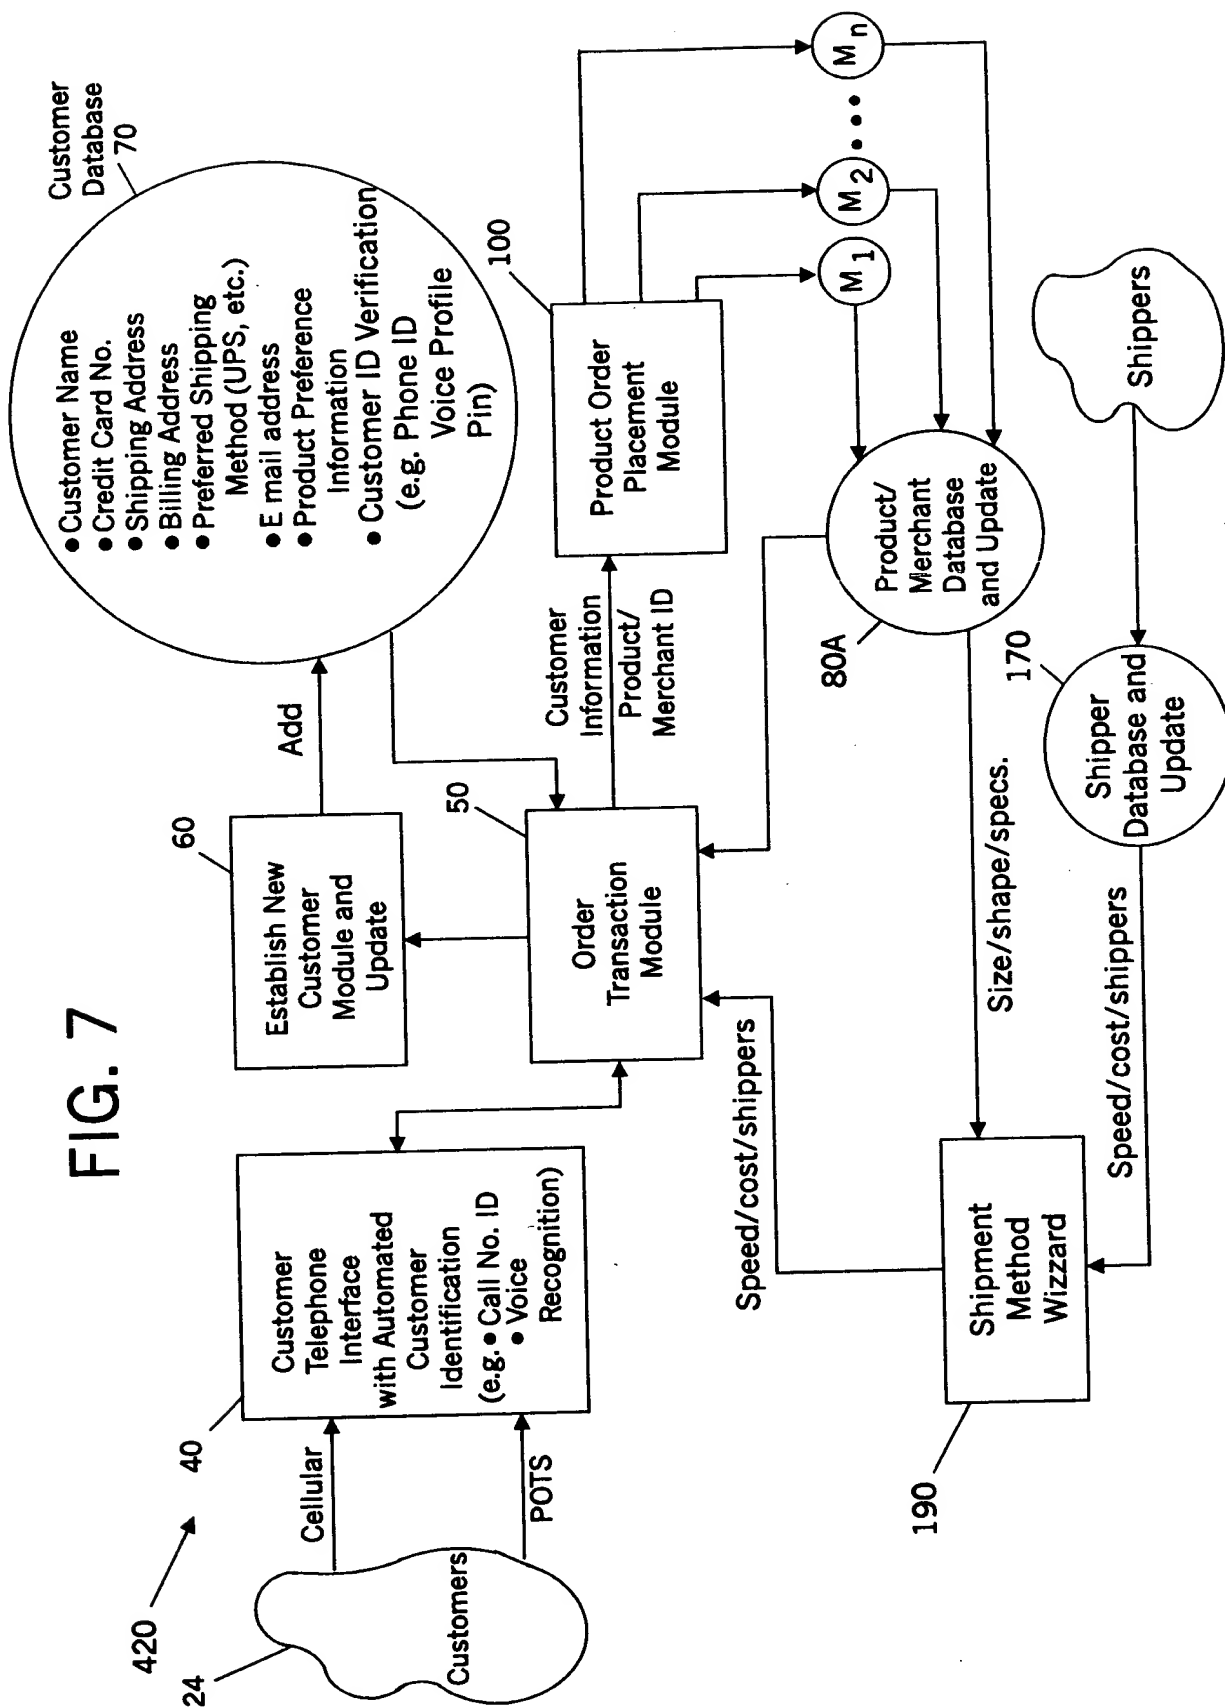 FIG. 7
420
24
Customers
Cellular
POTS
40
Customer
Telephone
Interface
with Automated
Customer
Identification
(e.g. • Call No. ID
• Voice
Recognition)
60
Establish New
Customer
Module and
Update
Add
50
Order
Transaction
Module
Customer
Database
70
• Customer Name
• Credit Card No.
• Shipping Address
• Billing Address
• Preferred Shipping
Method (UPS, etc.)
• E mail address
• Product Preference
Information
• Customer ID Verification
(e.g. Phone ID
Voice Profile
Pin)
Customer
Information
Product/
Merchant ID
100
Product Order
Placement
Module
M1
M2
• • • •
Mn
80A
Product/
Merchant
Database
and Update
Speed/cost/shippers
Size/shape/specs.
190
Shipment
Method
Wizzard
Speed/cost/shippers
170
Shipper
Database and
Update
Shippers